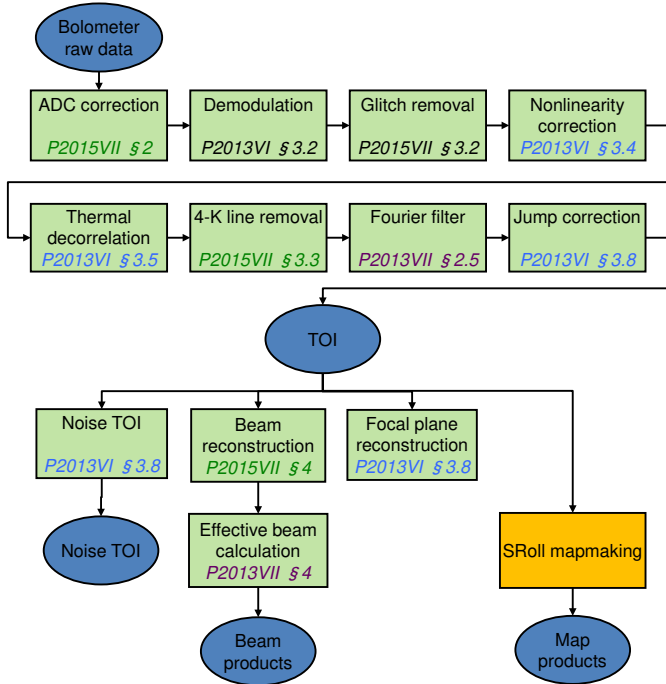 Bolometer
raw data
ADC correction
P2015VII § 2
Demodulation
P2013VI § 3.2
Glitch removal
P2015VII § 3.2
Nonlinearity
correction
P2013VI § 3.4
Thermal
decorrelation
P2013VI § 3.5
4-K line removal
P2015VII § 3.3
Fourier filter
P2013VII § 2.5
Jump correction
P2013VI § 3.8
TOI
Noise TOI
P2013VI § 3.8
Beam
reconstruction
P2015VII § 4
Focal plane
reconstruction
P2013VI § 3.8
Noise TOI
Effective beam
calculation
P2013VII § 4
SRoll mapmaking
Beam
products
Map
products